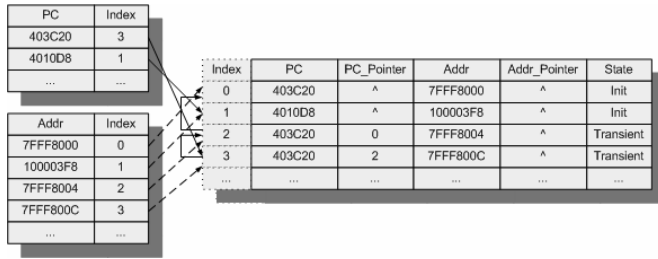 PC Index
403C20 3
4010D8 1
... ...
Addr Index
7FFF8000 0
100003F8 1
7FFF8004 2
7FFF800C 3
... ...
Index PC PC_Pointer Addr Addr_Pointer State
0 403C20 ^ 7FFF8000 ^ Init
1 4010D8 ^ 100003F8 ^ Init
2 403C20 0 7FFF8004 ^ Transient
3 403C20 2 7FFF800C ^ Transient
... ... ... ... ... ...